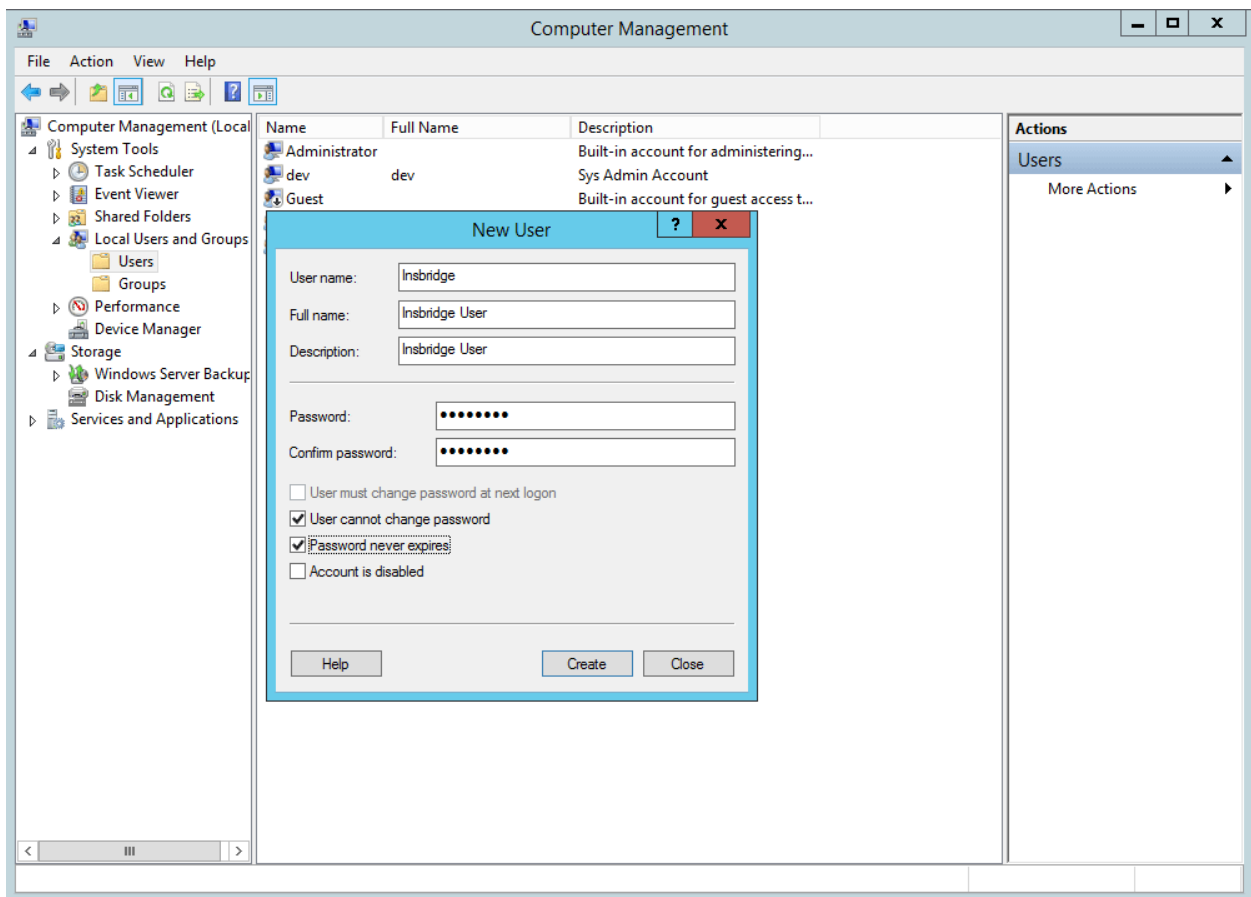 Computer Management
File Action View Help
Computer Management (Local
System Tools
Task Scheduler
Event Viewer
Shared Folders
Local Users and Groups
Users
Groups
Performance
Device Manager
Storage
Windows Server Backup
Disk Management
Services and Applications
Name Full Name Description
Administrator Built-in account for administering...
dev dev Sys Admin Account
Guest Built-in account for guest access t...
New User
User name: Insbridge
Full name: Insbridge User
Description: Insbridge User
Password: ••••••••
Confirm password: ••••••••
User must change password at next logon
User cannot change password
Password never expires
Account is disabled
Help Create Close
Actions
Users
More Actions